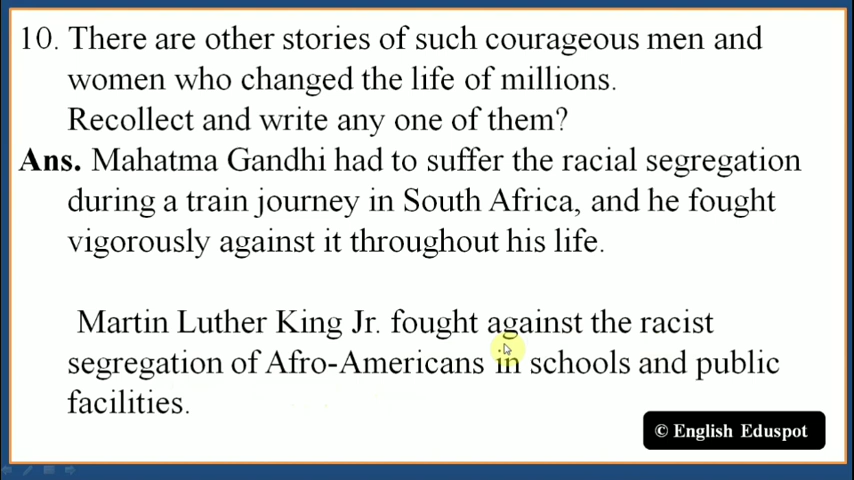 10. There are other stories of such courageous men and
women who changed the life of millions.
Recollect and write any one of them?
Ans. Mahatma Gandhi had to suffer the racial segregation
during a train journey in South Africa, and he fought
vigorously against it throughout his life.
Martin Luther King Jr. fought against the racist
segregation of Afro-Americans in schools and public
facilities.
© English Eduspot